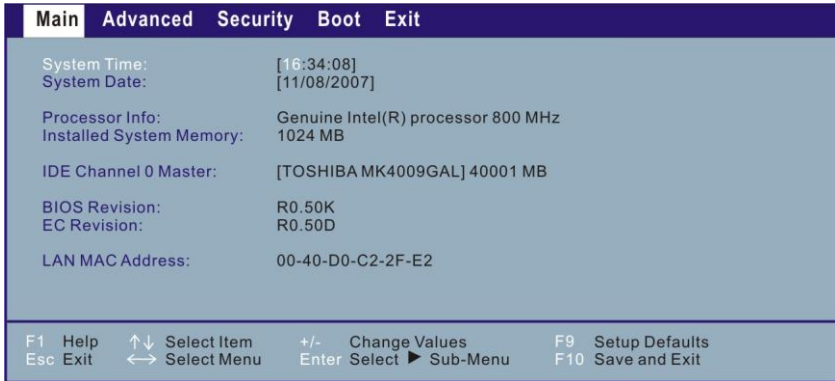 Main Advanced Security Boot Exit
System Time: [16:34:08]
System Date: [11/08/2007]
Processor Info: Genuine Intel(R) processor 800 MHz
Installed System Memory: 1024 MB
IDE Channel 0 Master: [TOSHIBA MK4009GAL] 40001 MB
BIOS Revision: R0.50K
EC Revision: R0.50D
LAN MAC Address: 00-40-D0-C2-2F-E2
F1 Help ↑↓ Select Item +/- Change Values F9 Setup Defaults
Esc Exit ←→ Select Menu Enter Select ▶ Sub-Menu F10 Save and Exit